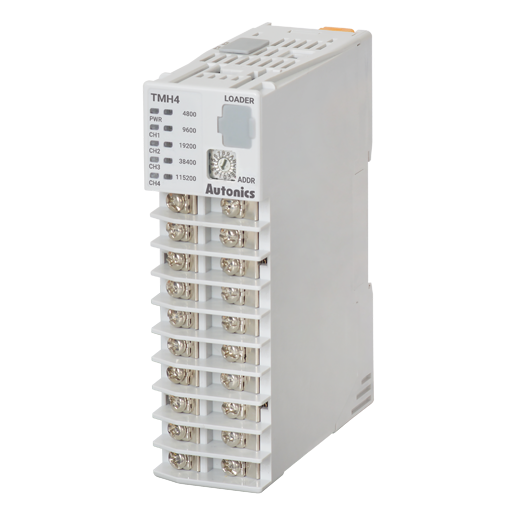 TMH4 LOADER
PWR 4800
CH1 9600
CH2 19200
CH3 38400
CH4 115200
ADDR
Autonics